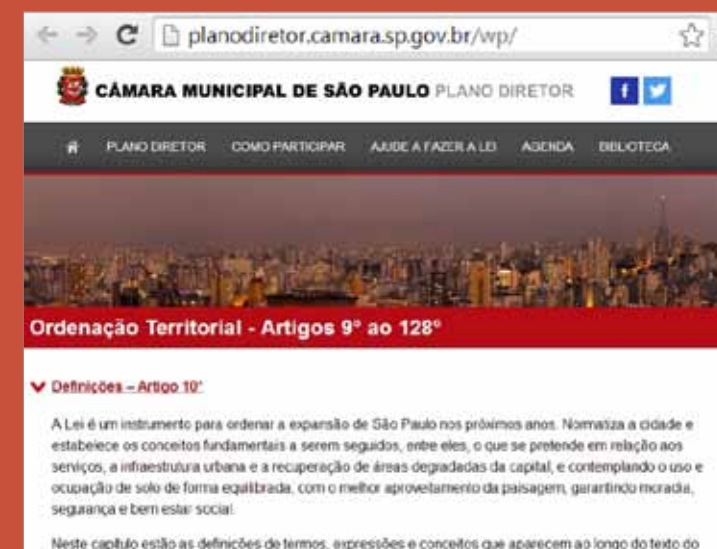 planodiretor.camara.sp.gov.br/wp/
CÂMARA MUNICIPAL DE SÃO PAULO PLANO DIRETOR
PLANO DIRETOR COMO PARTICIPAR AJUDE A FAZER A LEI AGENDA BIBLIOTECA
Ordenação Territorial - Artigos 9° ao 128°
Definições – Artigo 10°
A Lei é um instrumento para ordenar a expansão de São Paulo nos próximos anos. Normatiza a cidade e
estabelece os conceitos fundamentais a serem seguidos, entre eles, o que se pretende em relação aos
serviços, a infraestrutura urbana e a recuperação de áreas degradadas da capital, e contemplando o uso e
ocupação de solo de forma equilibrada, com o melhor aproveitamento da paisagem, garantindo moradia,
segurança e bem estar social.
Neste capítulo estão as definições de termos, expressões e conceitos que aparecem ao longo do texto do